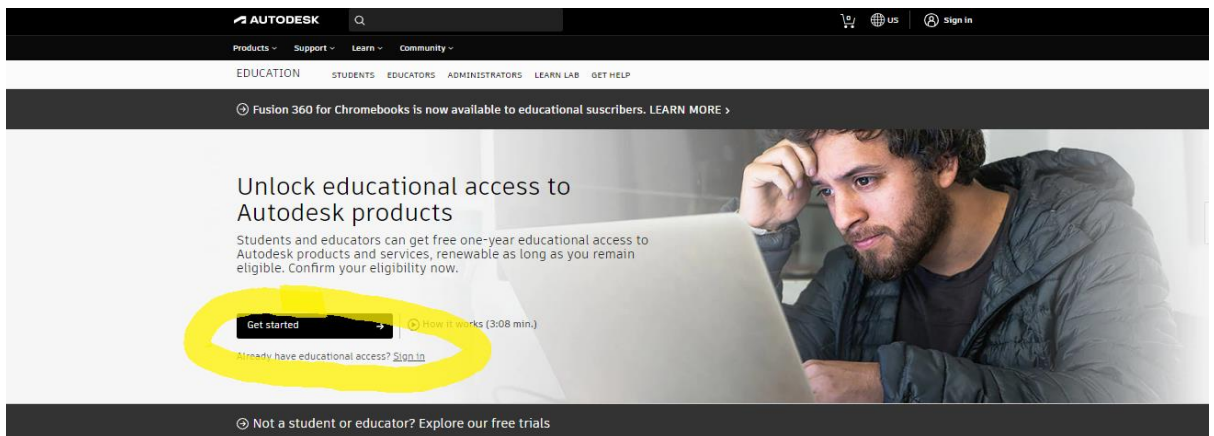 AUTODESK
0
US
Sign in
Products
Support
Learn
Community
EDUCATION
STUDENTS
EDUCATORS
ADMINISTRATORS
LEARN LAB
GET HELP
Fusion 360 for Chromebooks is now available to educational suscribers. LEARN MORE >
Unlock educational access to
Autodesk products
Students and educators can get free one-year educational access to
Autodesk products and services, renewable as long as you remain
eligible. Confirm your eligibility now.
Get started
How it works (3:08 min.)
Already have educational access? Sign in
Not a student or educator? Explore our free trials